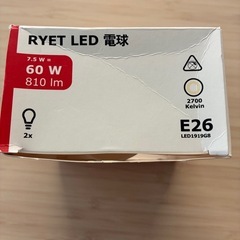 RYET LED 電球
7.5 W =
60 W
810 lm
2700
Kelvin
2x
E26
LED1919G8